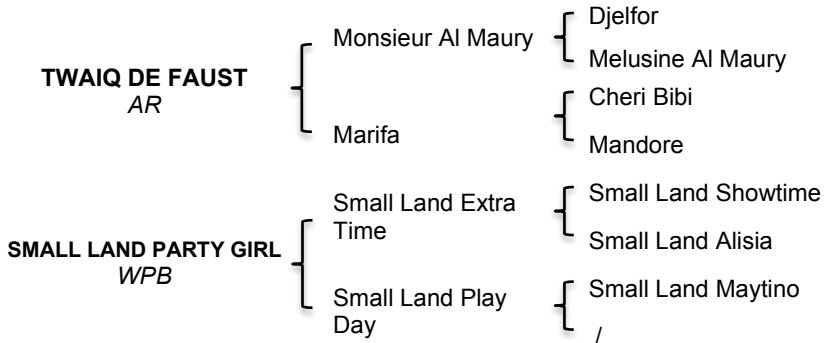 TWAIQ DE FAUST
AR
Monsieur Al Maury
Marifa
Djelfor
Melusine Al Maury
Cheri Bibi
Mandore
SMALL LAND PARTY GIRL
WPB
Small Land Extra
Time
Small Land Play
Day
Small Land Showtime
Small Land Alisia
Small Land Maytino
/